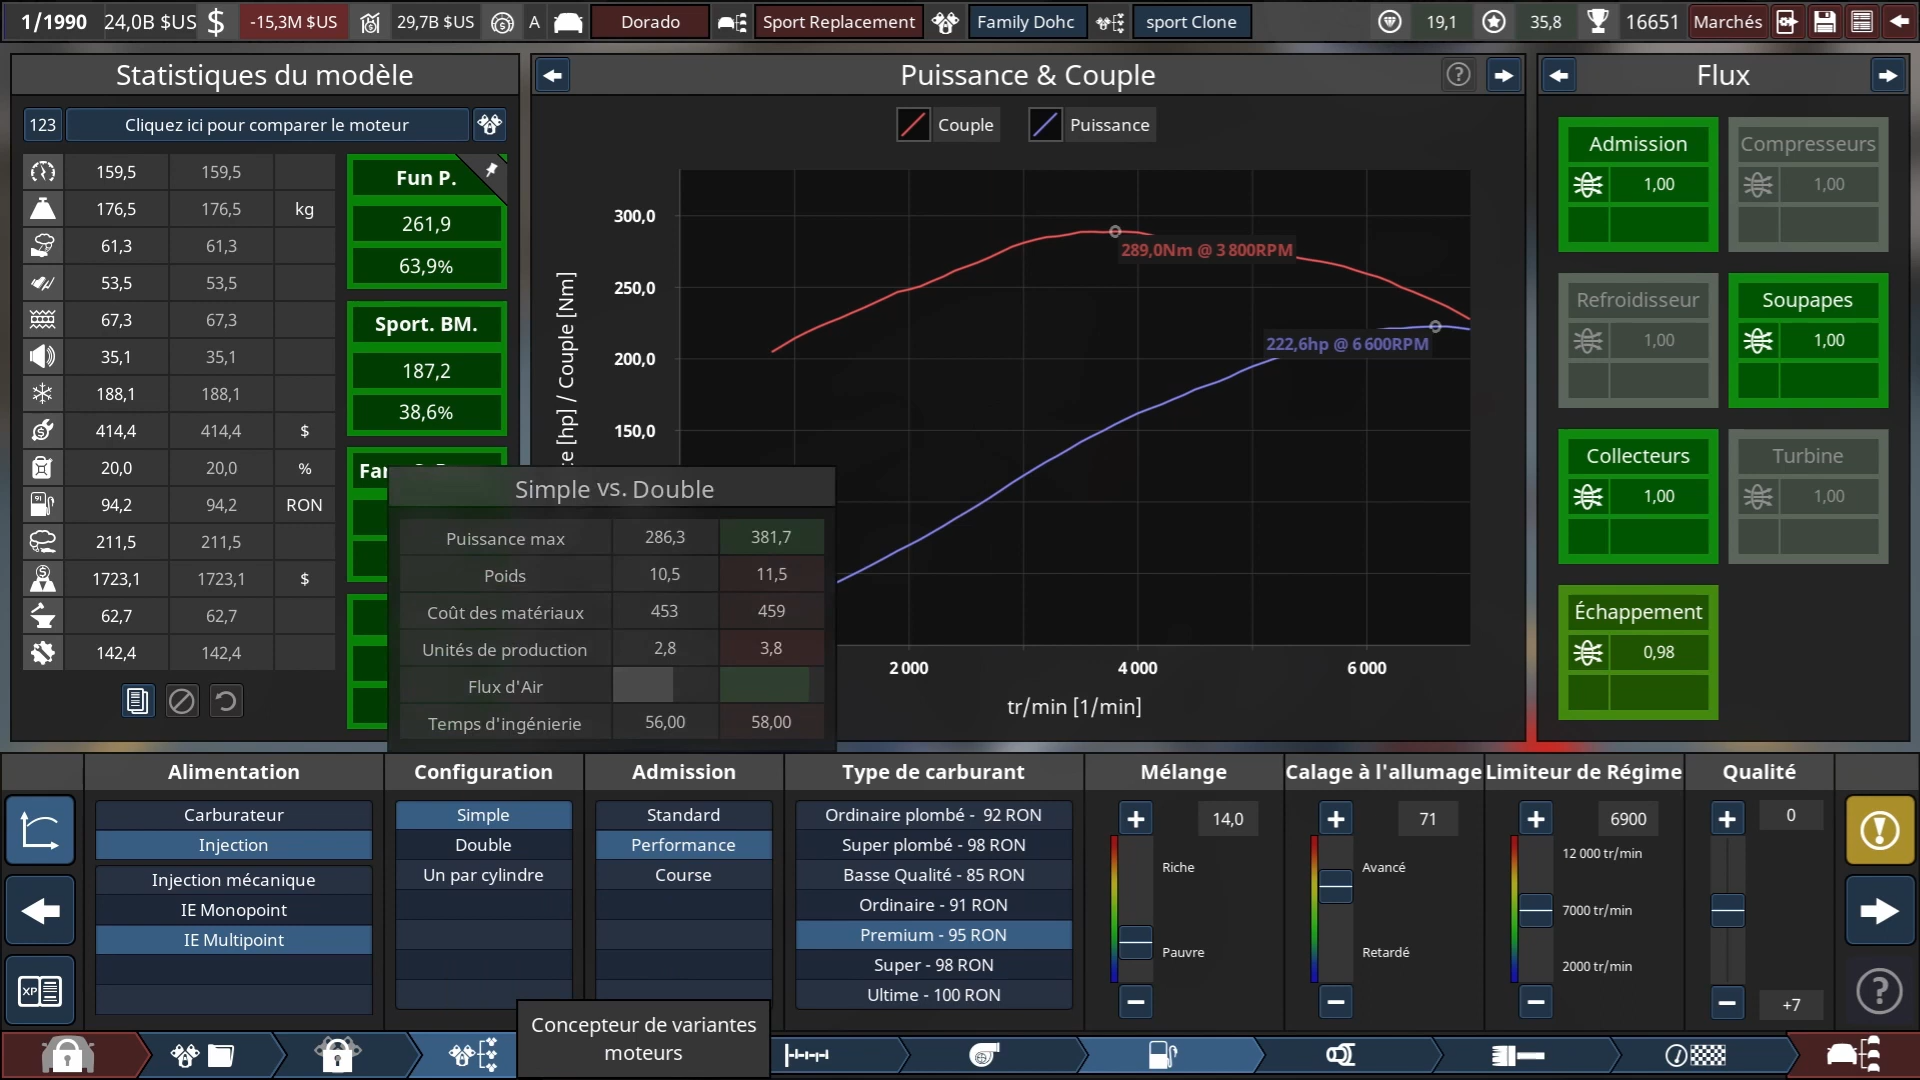 1/1990
24,0B $US
$
-15,3M $US
29,7B $US
A
Dorado
Sport Replacement
Family Dohc
sport Clone
19,1
35,8
16651
Marchés
Statistiques du modèle
123
Cliquez ici pour comparer le moteur
159,5 159,5
176,5 176,5 kg
61,3 61,3
53,5 53,5
67,3 67,3
35,1 35,1
188,1 188,1
414,4 414,4 $
20,0 20,0 %
94,2 94,2 RON
211,5 211,5
1723,1 1723,1 $
62,7 62,7
142,4 142,4
Fun P.
261,9
63,9%
Sport. BM.
187,2
38,6%
Simple vs. Double
Puissance max 286,3 381,7
Poids 10,5 11,5
Coût des matériaux 453 459
Unités de production 2,8 3,8
Flux d'Air
Temps d'ingénierie 56,00 58,00
Puissance & Couple
?
Couple
Puissance
[hp] / Couple [Nm]
300,0
250,0
200,0
150,0
289,0Nm @ 3 800RPM
222,6hp @ 6 600RPM
2 000
4 000
6 000
tr/min [1/min]
Flux
Admission
1,00
Compresseurs
1,00
Refroidisseur
1,00
Soupapes
1,00
Collecteurs
1,00
Turbine
1,00
Échappement
0,98
Alimentation
Carburateur
Injection
Injection mécanique
IE Monopoint
IE Multipoint
Configuration
Simple
Double
Un par cylindre
Admission
Standard
Performance
Course
Type de carburant
Ordinaire plombé - 92 RON
Super plombé - 98 RON
Basse Qualité - 85 RON
Ordinaire - 91 RON
Premium - 95 RON
Super - 98 RON
Ultime - 100 RON
Mélange
14,0
Riche
Pauvre
Calage à l'allumage
71
Avancé
Retardé
Limiteur de Régime
6900
12 000 tr/min
7000 tr/min
2000 tr/min
Qualité
0
+7
XP
?
Concepteur de variantes
moteurs